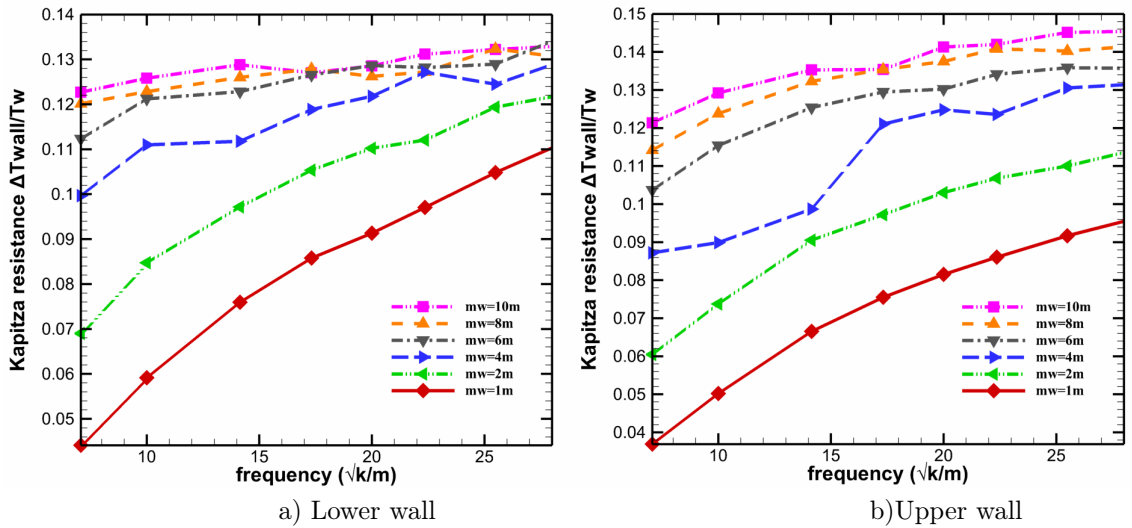 Kapitza resistance ΔTwall/Tw
0.14
0.13
0.12
0.11
0.1
0.09
0.08
0.07
0.06
0.05
mw=10m
mw=8m
mw=6m
mw=4m
mw=2m
mw=1m
10
15
20
25
frequency (√k/m)
a) Lower wall
Kapitza resistance ΔTwall/Tw
0.15
0.14
0.13
0.12
0.11
0.1
0.09
0.08
0.07
0.06
0.05
0.04
mw=10m
mw=8m
mw=6m
mw=4m
mw=2m
mw=1m
10
15
20
25
frequency (√k/m)
b)Upper wall